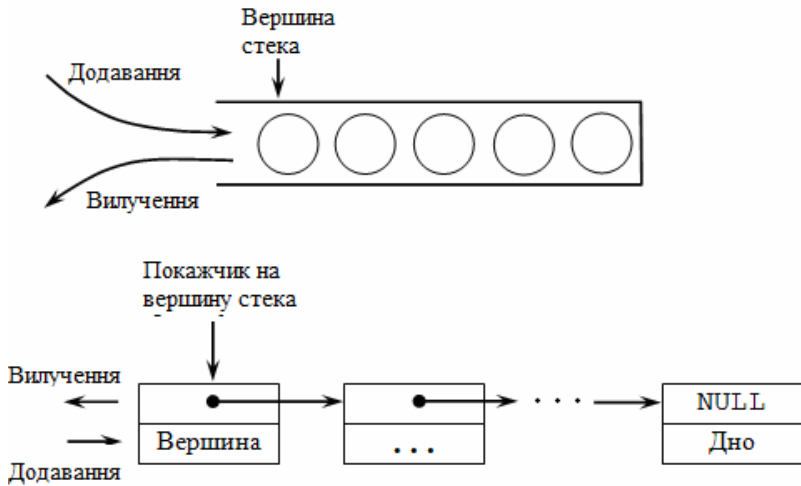 Вершина
стека
Додавання
Вилучення
Покажчик на
вершину стека
Вилучення
NULL
Вершина
...
Дно
Додавання